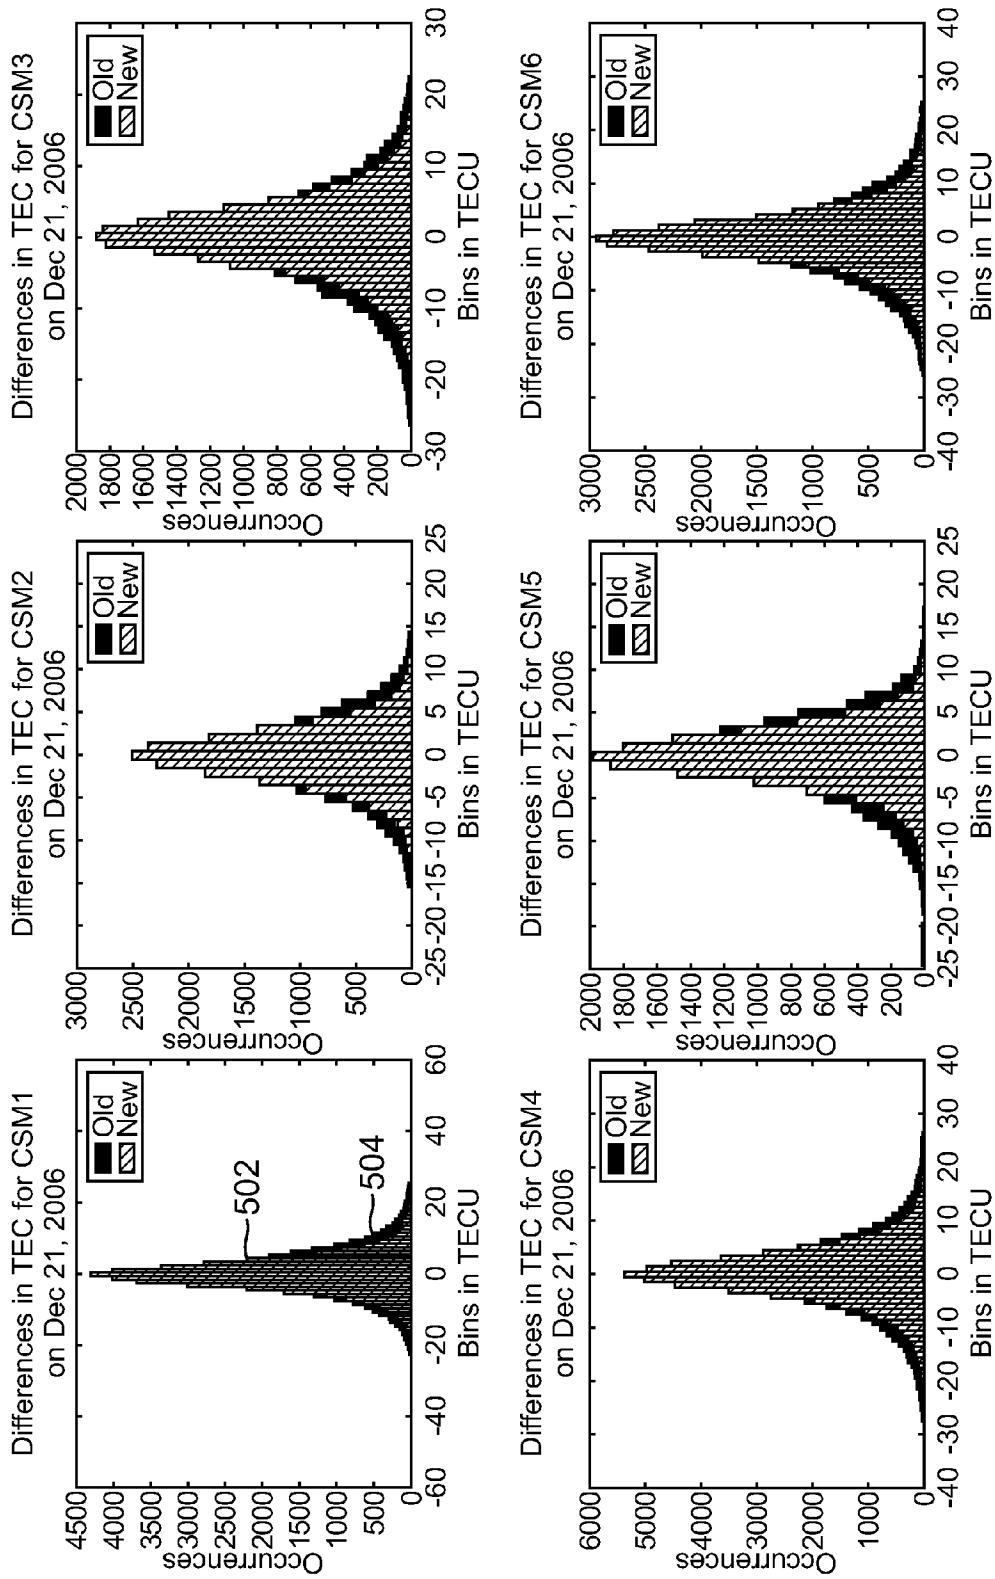 Differences in TEC for CSM1
on Dec 21, 2006
Old
New
502
504
Occurrences
4500
4000
3500
3000
2500
2000
1500
1000
500
0
-60 -40 -20 0 20 40 60
Bins in TECU
Differences in TEC for CSM2
on Dec 21, 2006
Old
New
Occurrences
3000
2500
2000
1500
1000
500
0
-25 -20 -15 -10 -5 0 5 10 15 20 25
Bins in TECU
Differences in TEC for CSM3
on Dec 21, 2006
Old
New
Occurrences
2000
1800
1600
1400
1200
1000
800
600
400
200
0
-30 -20 -10 0 10 20 30
Bins in TECU
Differences in TEC for CSM4
on Dec 21, 2006
Old
New
Occurrences
6000
5000
4000
3000
2000
1000
0
-40 -30 -20 -10 0 10 20 30 40
Bins in TECU
Differences in TEC for CSM5
on Dec 21, 2006
Old
New
Occurrences
2000
1800
1600
1400
1200
1000
800
600
400
200
0
-25 -20 -15 -10 -5 0 5 10 15 20 25
Bins in TECU
Differences in TEC for CSM6
on Dec 21, 2006
Old
New
Occurrences
3000
2500
2000
1500
1000
500
0
-40 -30 -20 -10 0 10 20 30 40
Bins in TECU